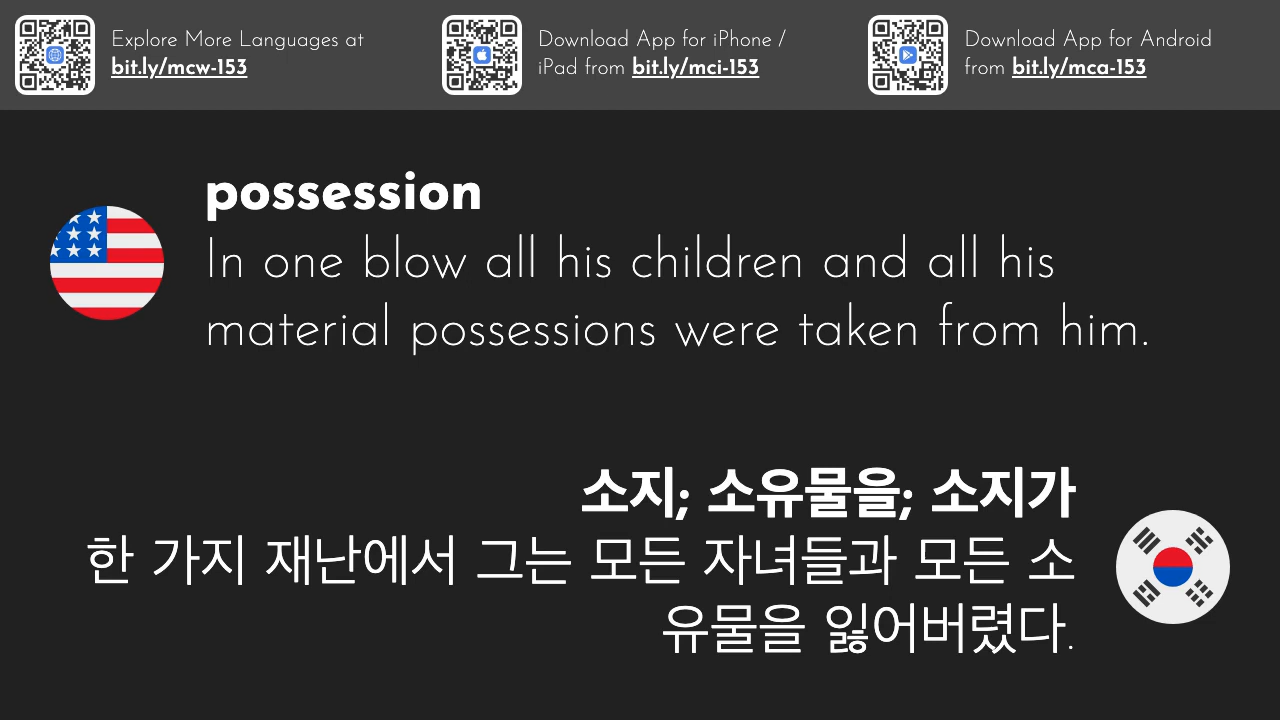 Explore More Languages at
bit.ly/mcw-153
Download App for iPhone /
iPad from bit.ly/mci-153
Download App for Android
from bit.ly/mca-153
possession
In one blow all his children and all his
material possessions were taken from him.
소지; 소유물을; 소지가
한 가지 재난에서 그는 모든 자녀들과 모든 소
유물을 잃어버렸다.